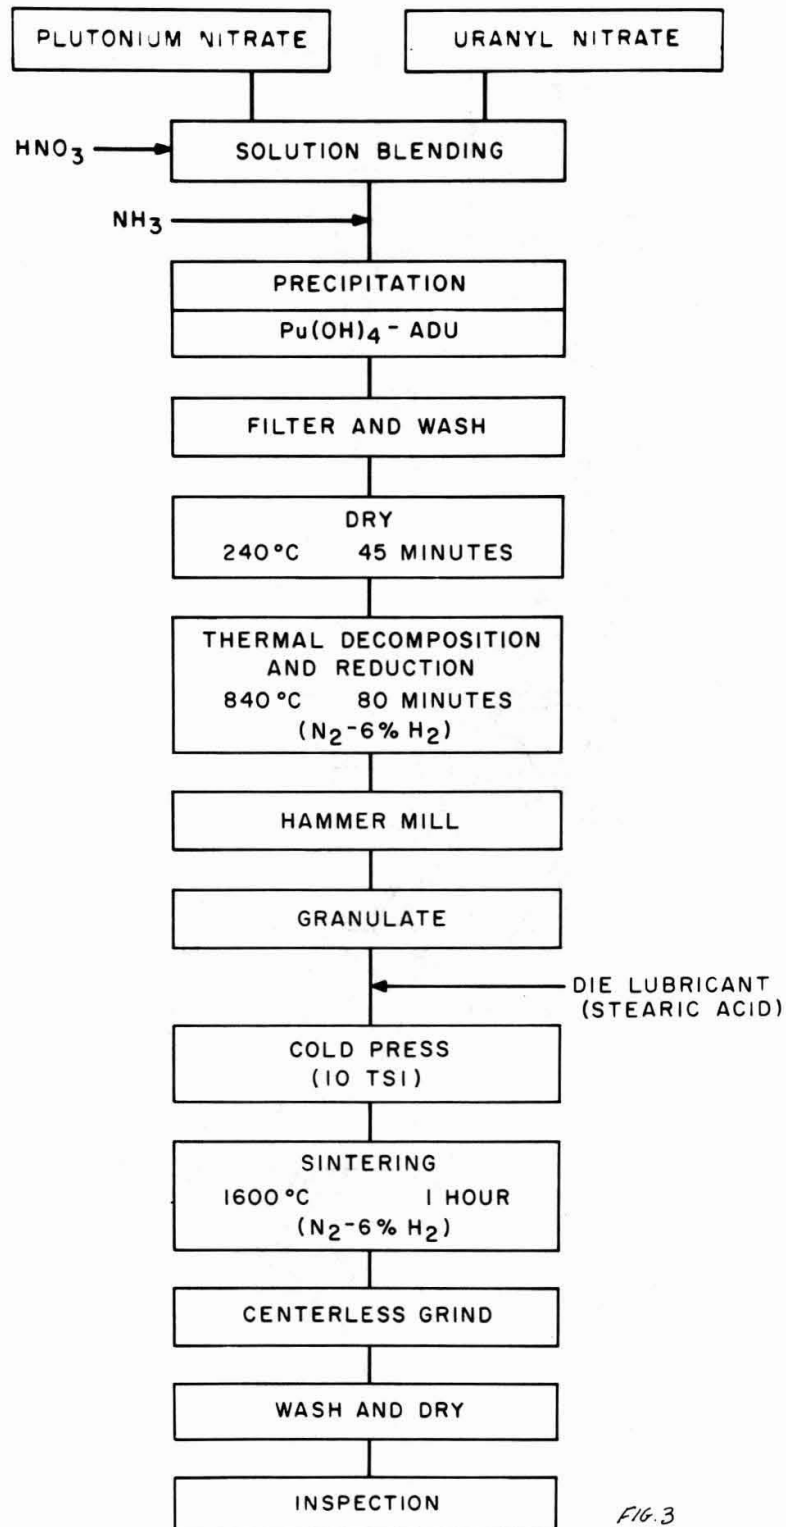 PLUTONIUM NITRATE
URANYL NITRATE
HNO3
SOLUTION BLENDING
NH3
PRECIPITATION
Pu(OH)4 - ADU
FILTER AND WASH
DRY
240°C 45 MINUTES
THERMAL DECOMPOSITION
AND REDUCTION
840°C 80 MINUTES
(N2-6% H2)
HAMMER MILL
GRANULATE
DIE LUBRICANT
(STEARIC ACID)
COLD PRESS
(10 TSI)
SINTERING
1600°C 1 HOUR
(N2-6% H2)
CENTERLESS GRIND
WASH AND DRY
INSPECTION
FIG.3